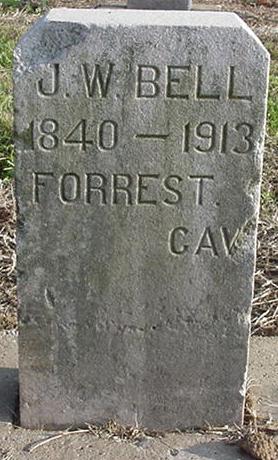 J. W. BELL
1840 – 1913
FORREST.
CAV